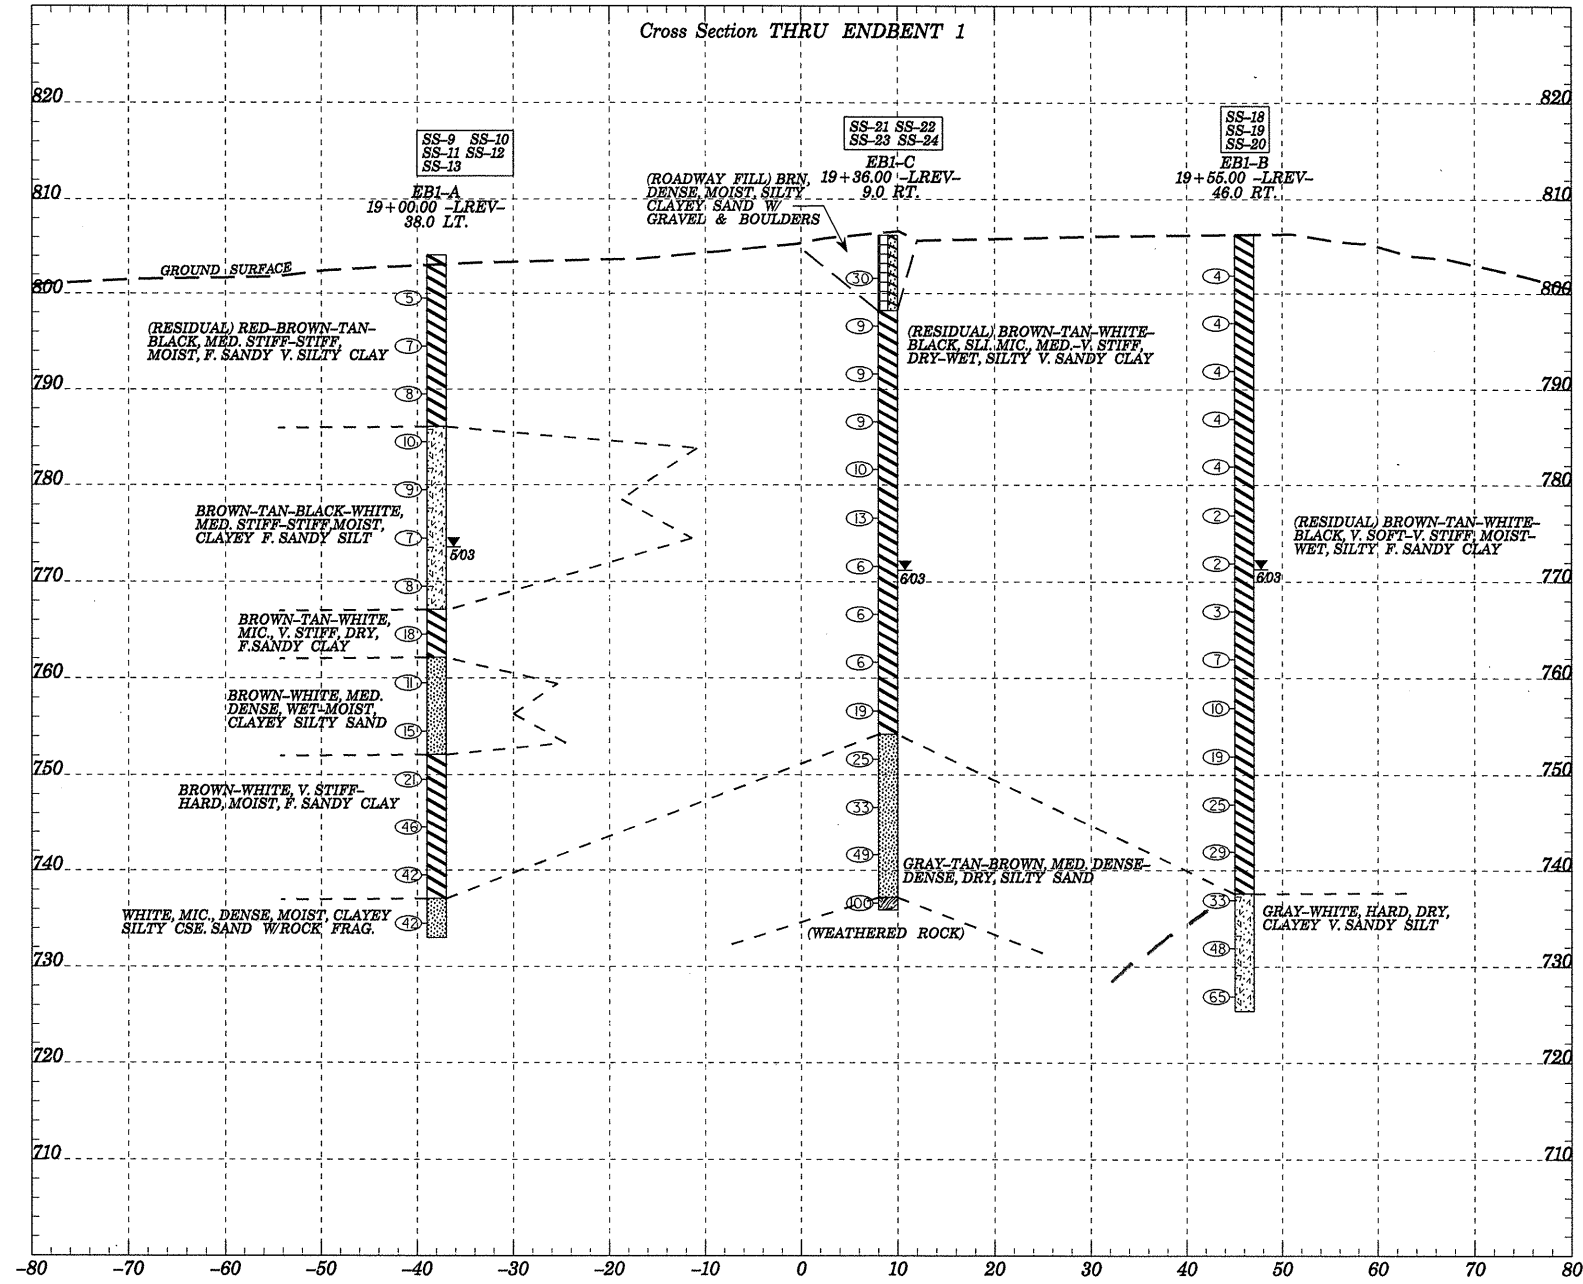 Cross Section THRU ENDBENT 1
820
820
SS-9 SS-10
SS-11 SS-12
SS-13
EB1-A
19+00.00 -LREV-
38.0 LT.
SS-21 SS-22
SS-23 SS-24
EB1-C
19+36.00 -LREV-
9.0 RT.
SS-18
SS-19
SS-20
EB1-B
19+55.00 -LREV-
46.0 RT.
(ROADWAY FILL) BRN,
DENSE, MOIST, SILTY
CLAYEY SAND W/
GRAVEL & BOULDERS
810
810
GROUND SURFACE
800
800
5
7
8
10
9
7
8
18
11
15
21
46
42
42
(RESIDUAL) RED-BROWN-TAN-
BLACK, MED. STIFF-STIFF,
MOIST, F. SANDY V. SILTY CLAY
BROWN-TAN-BLACK-WHITE,
MED. STIFF-STIFF, MOIST,
CLAYEY F. SANDY SILT
5/03
BROWN-TAN-WHITE,
MIC., V. STIFF, DRY,
F.SANDY CLAY
BROWN-WHITE, MED.
DENSE, WET-MOIST,
CLAYEY SILTY SAND
BROWN-WHITE, V. STIFF-
HARD, MOIST, F. SANDY CLAY
WHITE, MIC., DENSE, MOIST, CLAYEY
SILTY CSE. SAND W/ROCK FRAG.
30
9
9
9
10
13
6
6
6
19
25
33
49
100
(RESIDUAL) BROWN-TAN-WHITE-
BLACK, SLI. MIC., MED.-V. STIFF,
DRY-WET, SILTY V. SANDY CLAY
6/03
GRAY-TAN-BROWN, MED. DENSE-
DENSE, DRY, SILTY SAND
(WEATHERED ROCK)
4
4
4
4
4
2
2
3
7
10
19
25
29
33
48
65
(RESIDUAL) BROWN-TAN-WHITE-
BLACK, V. SOFT-V. STIFF, MOIST-
WET, SILTY F. SANDY CLAY
6/03
GRAY-WHITE, HARD, DRY,
CLAYEY V. SANDY SILT
790
790
780
780
770
770
760
760
750
750
740
740
730
730
720
720
710
710
-80 -70 -60 -50 -40 -30 -20 -10 0 10 20 30 40 50 60 70 80